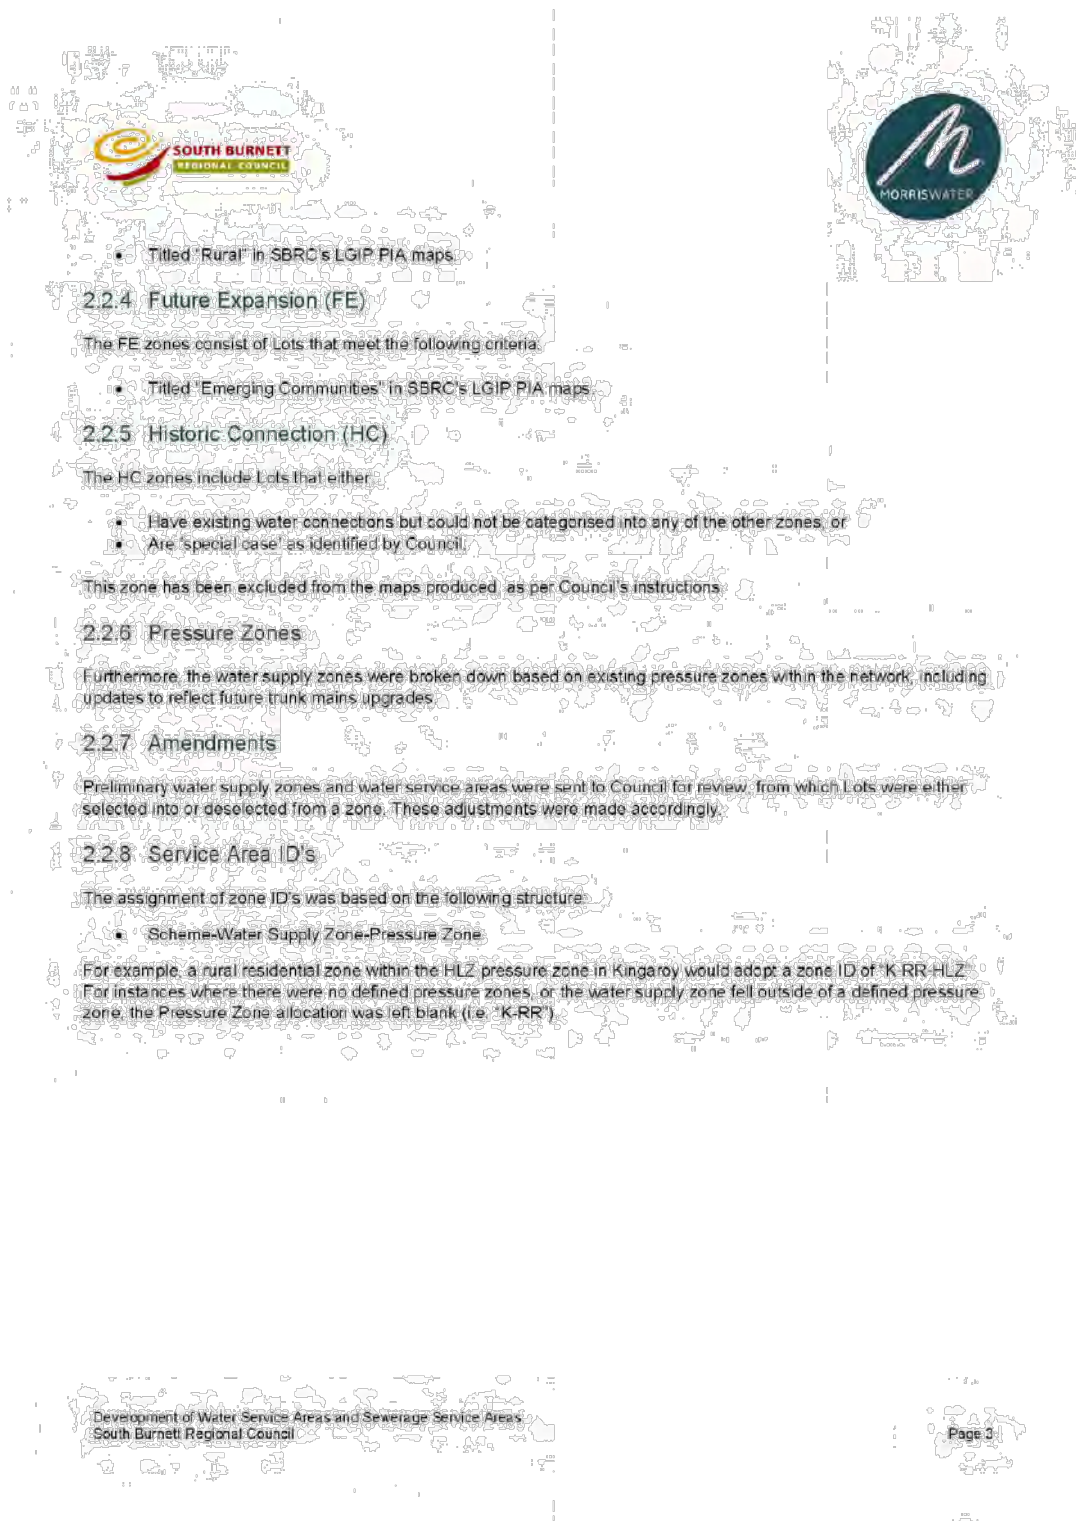 SOUTH BURNETT
REGIONAL COUNCIL
MORRISWATER
• Titled "Rural" in SBRC's LGIP PIA maps.
2.2.4 Future Expansion (FE)
The FE zones consist of Lots that meet the following criteria:
• Titled "Emerging Communities" in SBRC's LGIP PIA maps.
2.2.5 Historic Connection (HC)
The HC zones include Lots that either:
• Have existing water connections but could not be categorised into any of the other zones, or
• Are 'special case' as identified by Council.
This zone has been excluded from the maps produced, as per Council's instructions.
2.2.6 Pressure Zones
Furthermore, the water supply zones were broken down based on existing pressure zones within the network, including
updates to reflect future trunk mains upgrades.
2.2.7 Amendments
Preliminary water supply zones and water service areas were sent to Council for review, from which Lots were either
selected into or deselected from a zone. These adjustments were made accordingly.
2.2.8 Service Area ID's
The assignment of zone ID's was based on the following structure:
• Scheme-Water Supply Zone-Pressure Zone
For example, a rural residential zone within the HLZ pressure zone in Kingaroy would adopt a zone ID of "K-RR-HLZ".
For instances where there were no defined pressure zones, or the water supply zone fell outside of a defined pressure
zone, the Pressure Zone allocation was left blank (i.e. "K-RR").
Development of Water Service Areas and Sewerage Service Areas
South Burnett Regional Council
Page 3